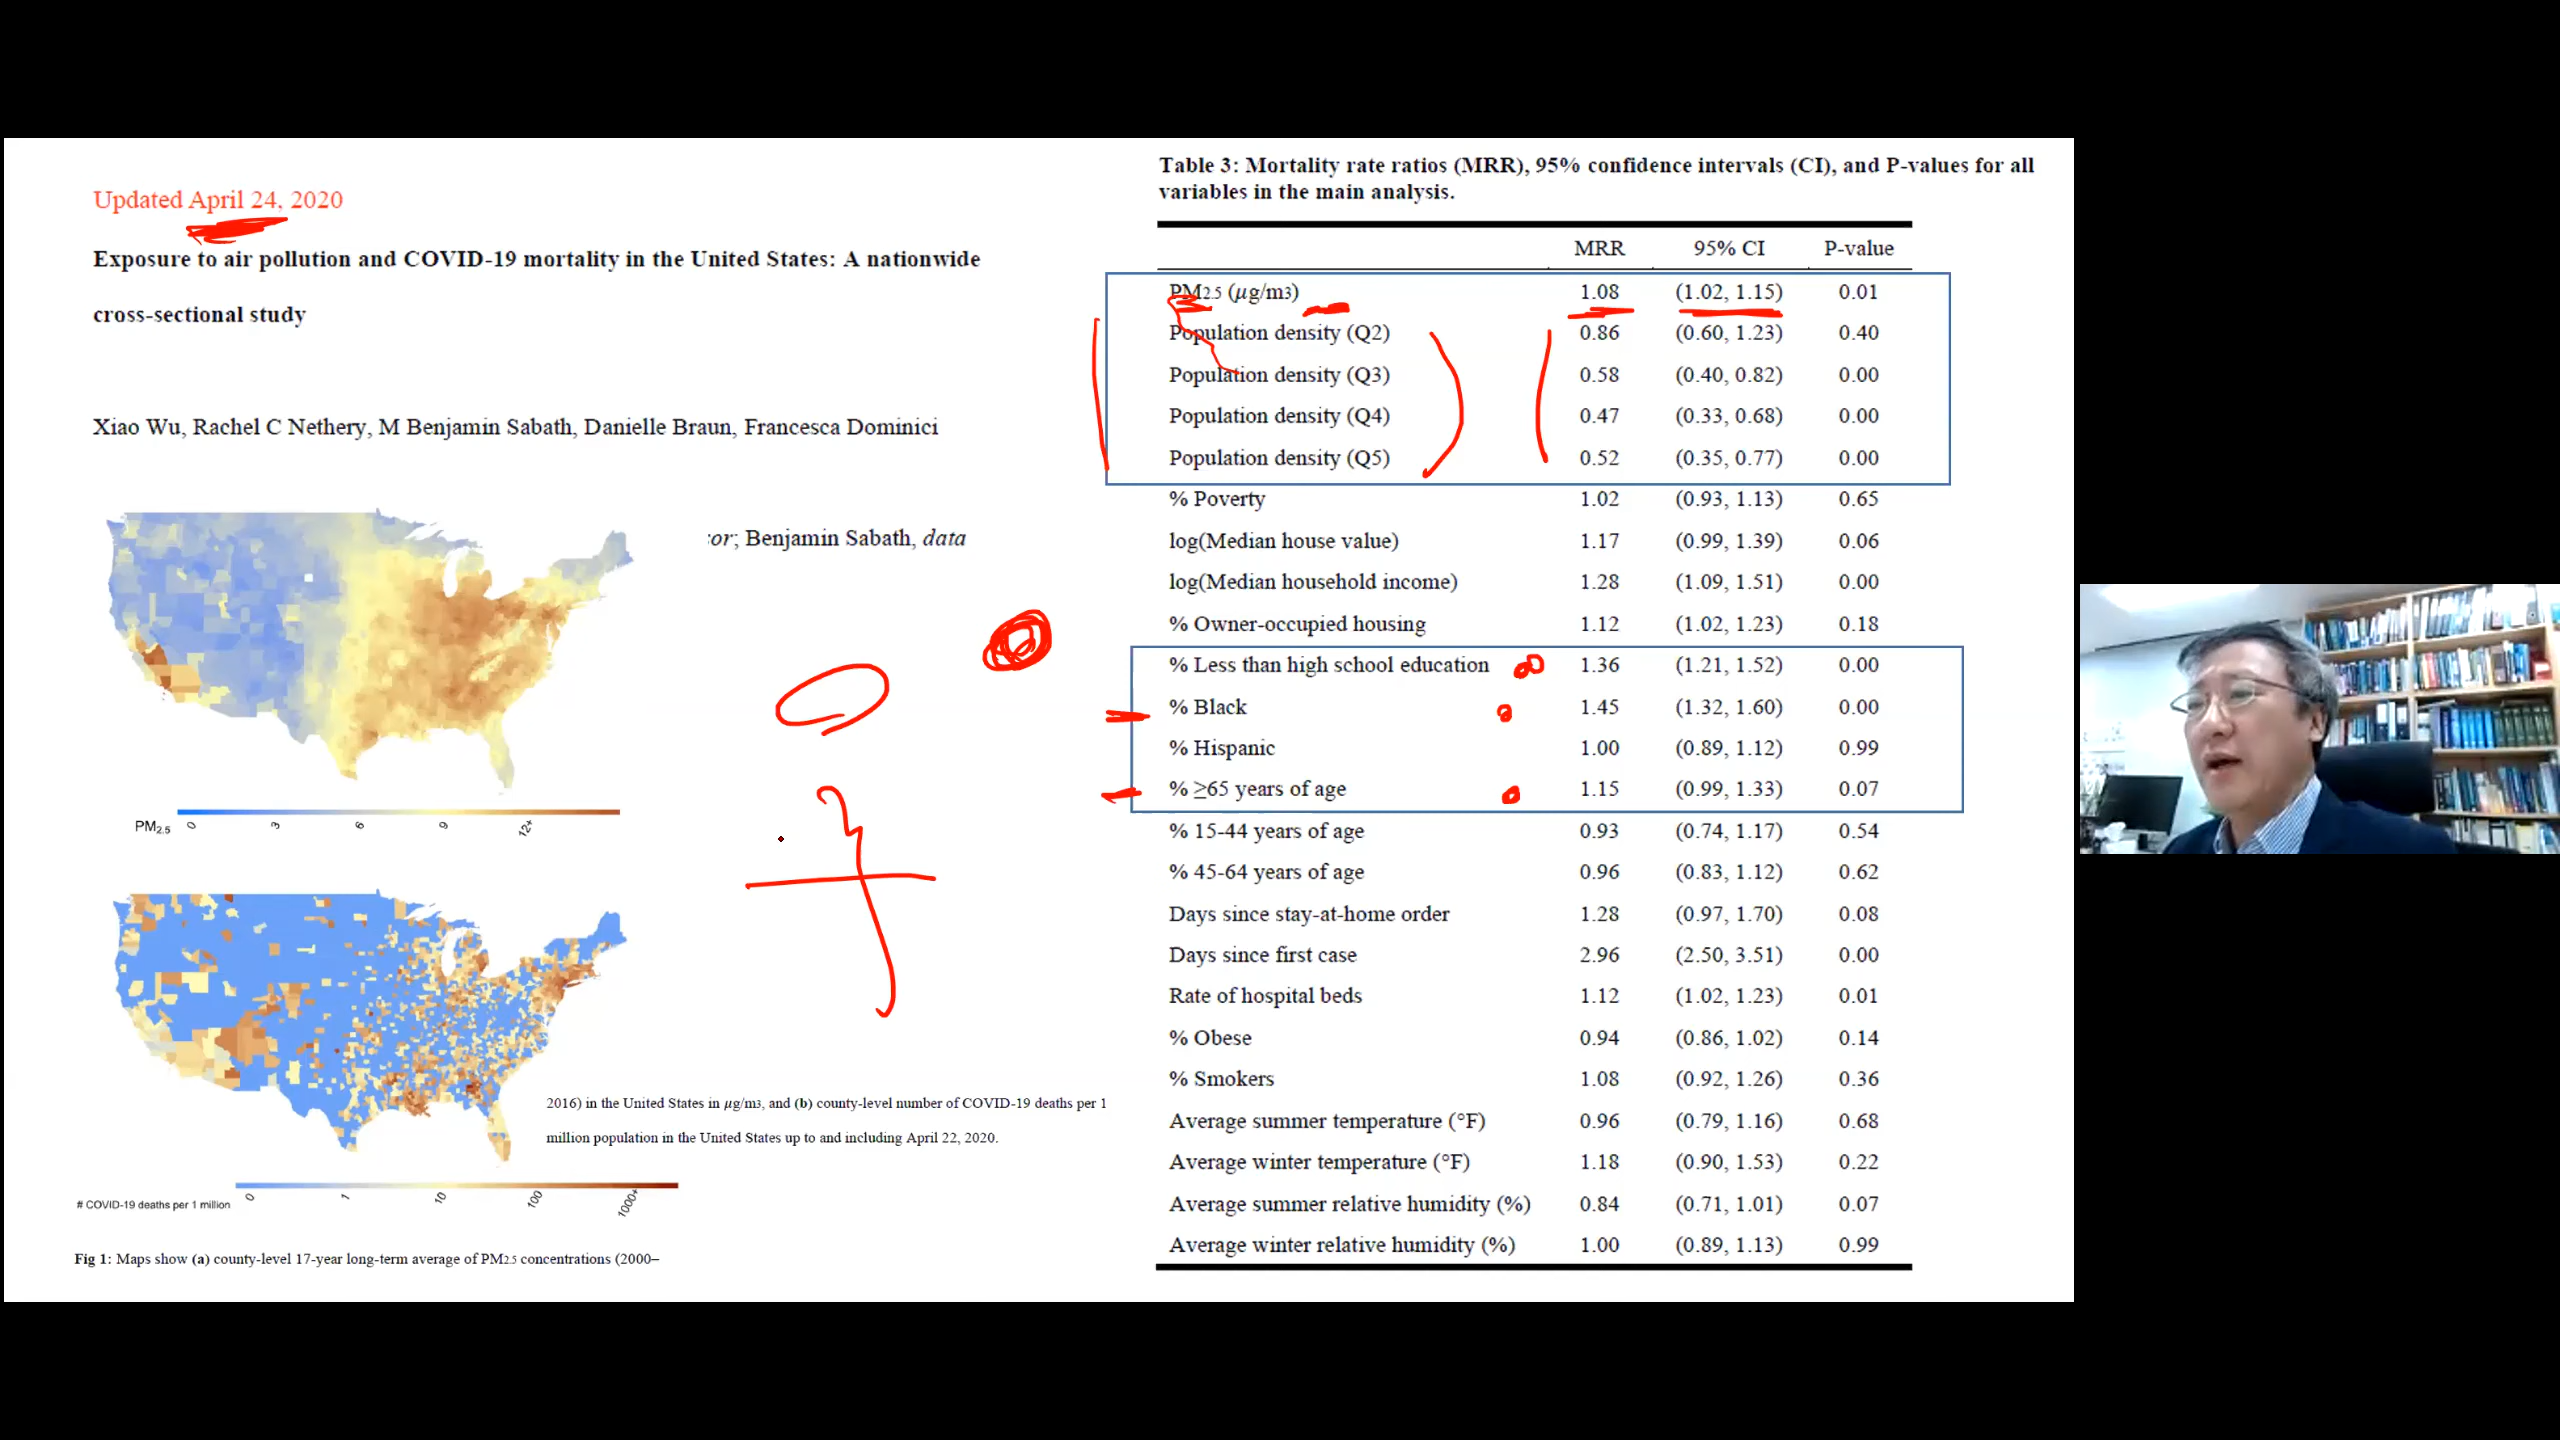 Updated April 24, 2020
Exposure to air pollution and COVID-19 mortality in the United States: A nationwide
cross-sectional study
Xiao Wu, Rachel C Nethery, M Benjamin Sabath, Danielle Braun, Francesca Dominici
or; Benjamin Sabath, data
PM2.5 0 3 6 9 12+
2016) in the United States in µg/m3, and (b) county-level number of COVID-19 deaths per 1
million population in the United States up to and including April 22, 2020.
# COVID-19 deaths per 1 million 0 1 10 100 1000+
Fig 1: Maps show (a) county-level 17-year long-term average of PM2.5 concentrations (2000–
Table 3: Mortality rate ratios (MRR), 95% confidence intervals (CI), and P-values for all
variables in the main analysis.
MRR 95% CI P-value
PM2.5 (µg/m3) 1.08 (1.02, 1.15) 0.01
Population density (Q2) 0.86 (0.60, 1.23) 0.40
Population density (Q3) 0.58 (0.40, 0.82) 0.00
Population density (Q4) 0.47 (0.33, 0.68) 0.00
Population density (Q5) 0.52 (0.35, 0.77) 0.00
% Poverty 1.02 (0.93, 1.13) 0.65
log(Median house value) 1.17 (0.99, 1.39) 0.06
log(Median household income) 1.28 (1.09, 1.51) 0.00
% Owner-occupied housing 1.12 (1.02, 1.23) 0.18
% Less than high school education 1.36 (1.21, 1.52) 0.00
% Black 1.45 (1.32, 1.60) 0.00
% Hispanic 1.00 (0.89, 1.12) 0.99
% ≥65 years of age 1.15 (0.99, 1.33) 0.07
% 15-44 years of age 0.93 (0.74, 1.17) 0.54
% 45-64 years of age 0.96 (0.83, 1.12) 0.62
Days since stay-at-home order 1.28 (0.97, 1.70) 0.08
Days since first case 2.96 (2.50, 3.51) 0.00
Rate of hospital beds 1.12 (1.02, 1.23) 0.01
% Obese 0.94 (0.86, 1.02) 0.14
% Smokers 1.08 (0.92, 1.26) 0.36
Average summer temperature (°F) 0.96 (0.79, 1.16) 0.68
Average winter temperature (°F) 1.18 (0.90, 1.53) 0.22
Average summer relative humidity (%) 0.84 (0.71, 1.01) 0.07
Average winter relative humidity (%) 1.00 (0.89, 1.13) 0.99